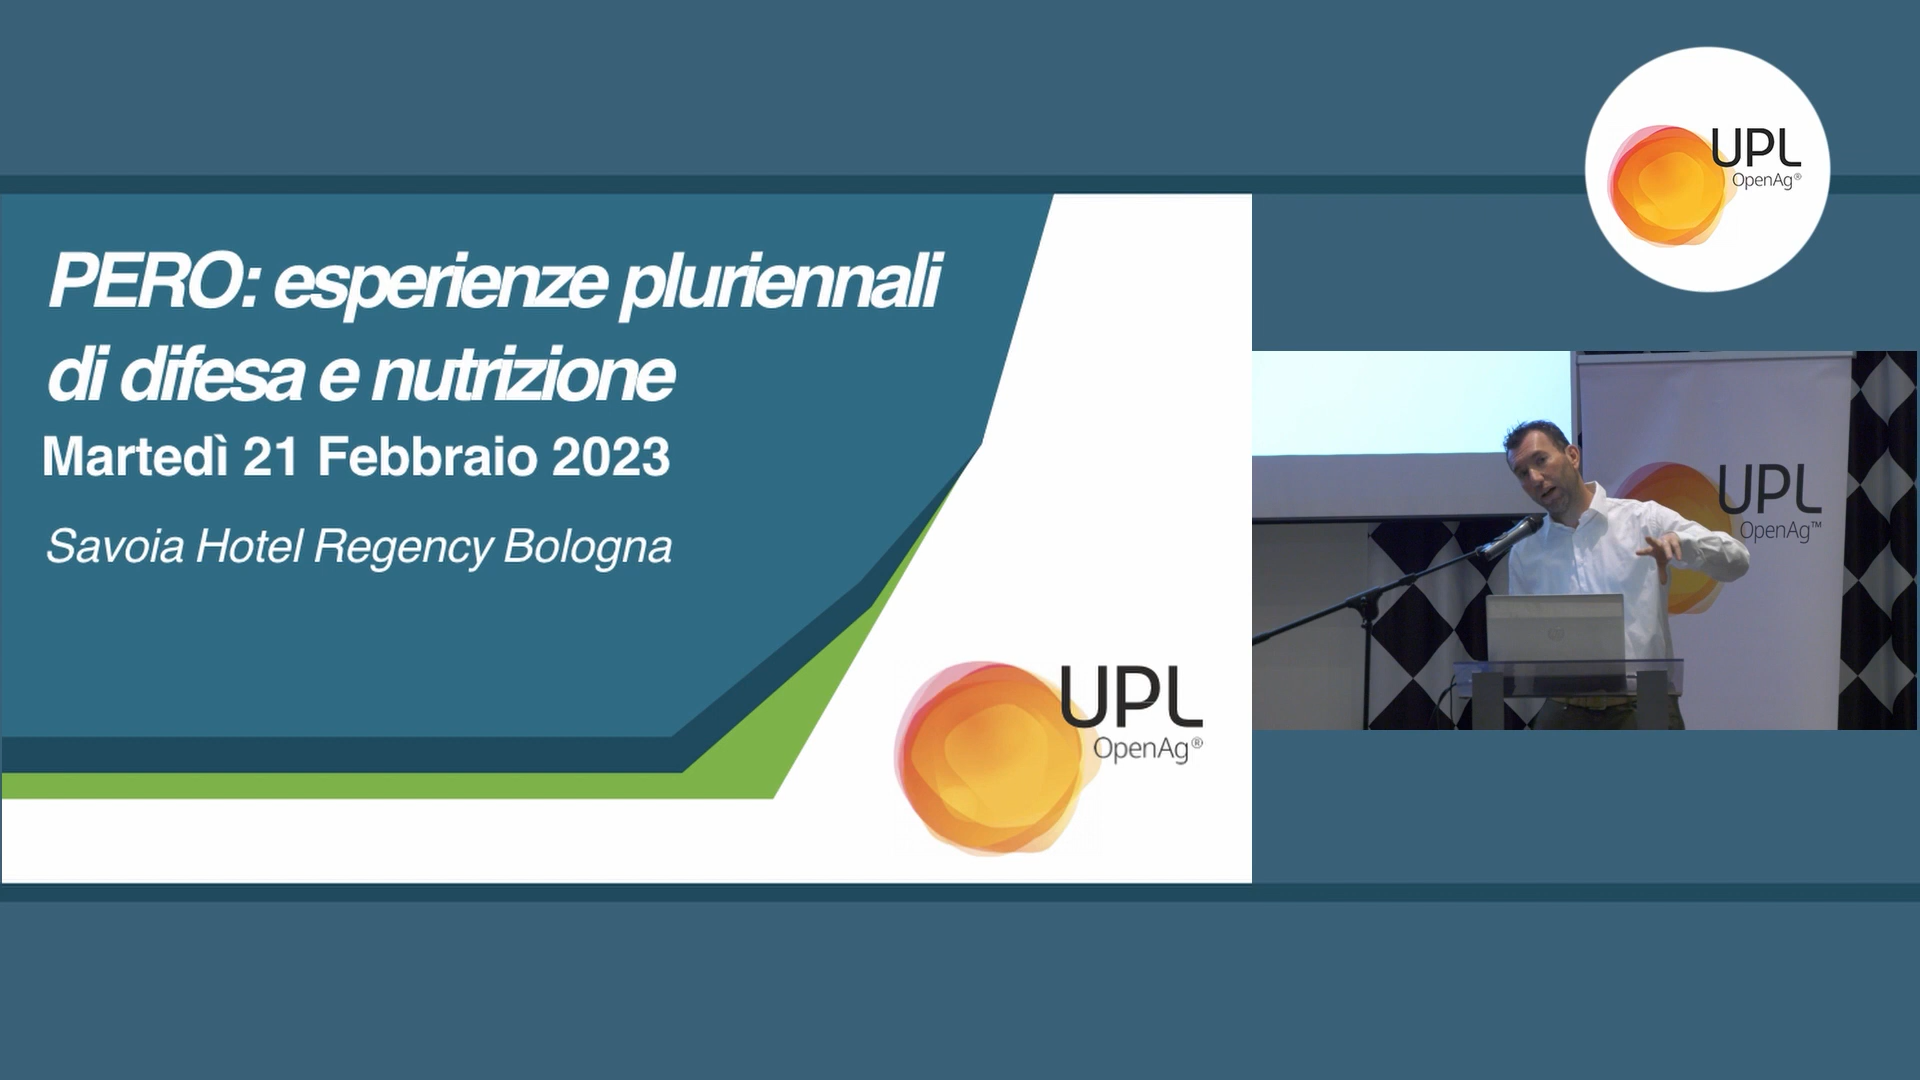 UPL
OpenAg®
PERO: esperienze pluriennali
di difesa e nutrizione
Martedì 21 Febbraio 2023
Savoia Hotel Regency Bologna
UPL
OpenAg®
UPL
OpenAg™